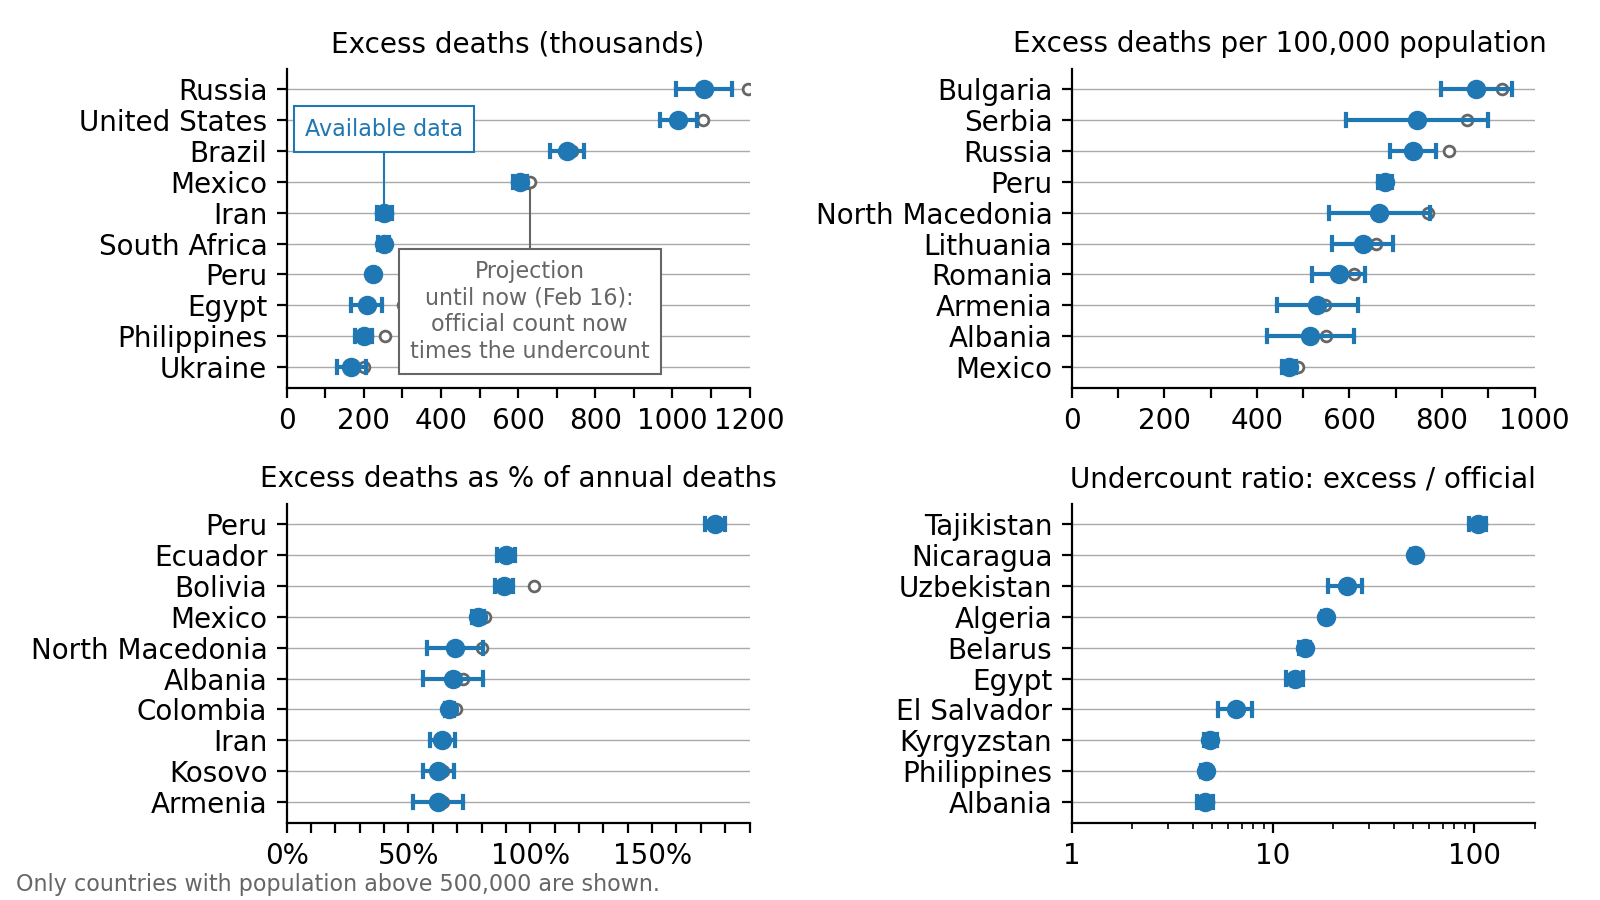 Excess deaths (thousands)
Russia
United States
Brazil
Mexico
Iran
South Africa
Peru
Egypt
Philippines
Ukraine
Available data
Projection
until now (Feb 16):
official count now
times the undercount
0 200 400 600 800 1000 1200
Excess deaths per 100,000 population
Bulgaria
Serbia
Russia
Peru
North Macedonia
Lithuania
Romania
Armenia
Albania
Mexico
0 200 400 600 800 1000
Excess deaths as % of annual deaths
Peru
Ecuador
Bolivia
Mexico
North Macedonia
Albania
Colombia
Iran
Kosovo
Armenia
0% 50% 100% 150%
Undercount ratio: excess / official
Tajikistan
Nicaragua
Uzbekistan
Algeria
Belarus
Egypt
El Salvador
Kyrgyzstan
Philippines
Albania
1 10 100
Only countries with population above 500,000 are shown.